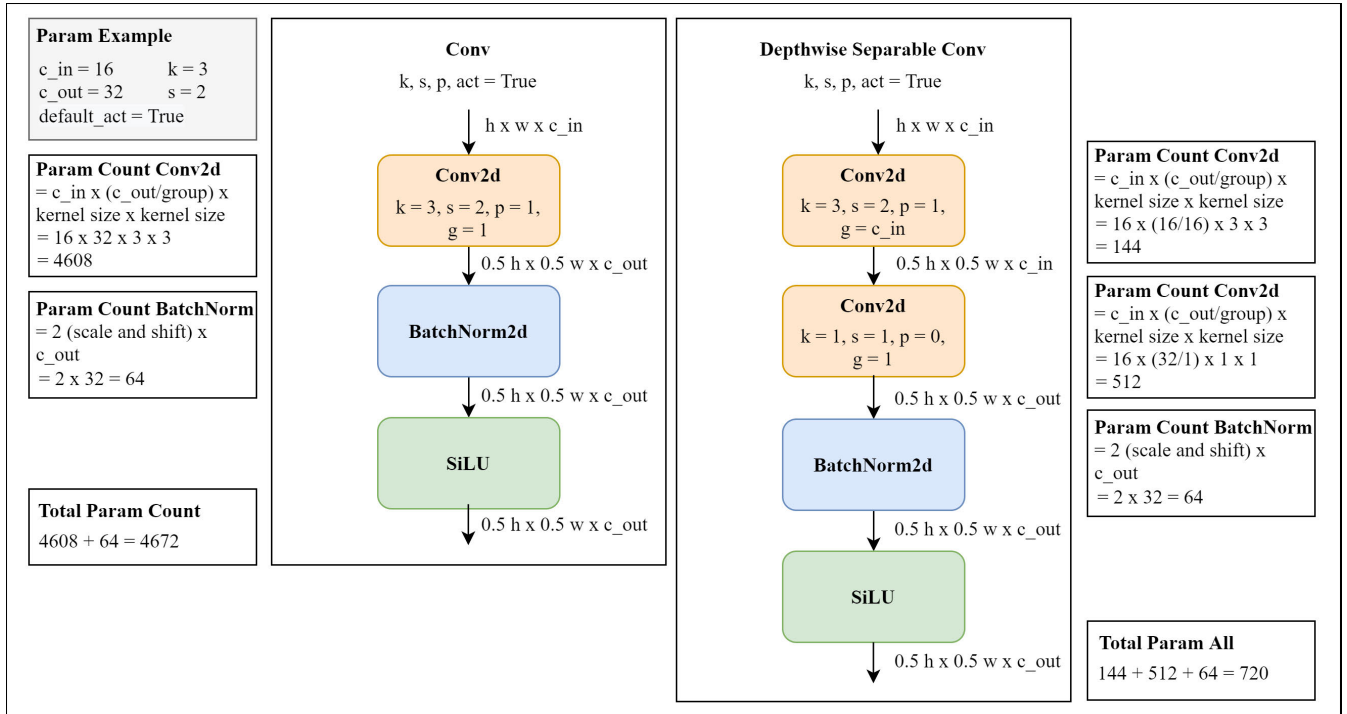 Param Example
c_in = 16 k = 3
c_out = 32 s = 2
default_act = True
Param Count Conv2d
= c_in x (c_out/group) x
kernel size x kernel size
= 16 x 32 x 3 x 3
= 4608
Param Count BatchNorm
= 2 (scale and shift) x
c_out
= 2 x 32 = 64
Total Param Count
4608 + 64 = 4672
Conv
k, s, p, act = True
h x w x c_in
Conv2d
k = 3, s = 2, p = 1,
g = 1
0.5 h x 0.5 w x c_out
BatchNorm2d
0.5 h x 0.5 w x c_out
SiLU
0.5 h x 0.5 w x c_out
Depthwise Separable Conv
k, s, p, act = True
h x w x c_in
Conv2d
k = 3, s = 2, p = 1,
g = c_in
0.5 h x 0.5 w x c_in
Conv2d
k = 1, s = 1, p = 0,
g = 1
0.5 h x 0.5 w x c_out
BatchNorm2d
0.5 h x 0.5 w x c_out
SiLU
0.5 h x 0.5 w x c_out
Param Count Conv2d
= c_in x (c_out/group) x
kernel size x kernel size
= 16 x (16/16) x 3 x 3
= 144
Param Count Conv2d
= c_in x (c_out/group) x
kernel size x kernel size
= 16 x (32/1) x 1 x 1
= 512
Param Count BatchNorm
= 2 (scale and shift) x
c_out
= 2 x 32 = 64
Total Param All
144 + 512 + 64 = 720